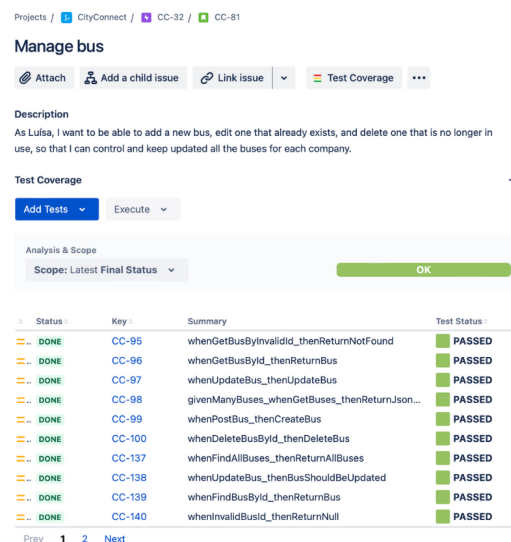 Projects / CityConnect / CC-32 / CC-81
Manage bus
Attach Add a child issue Link issue Test Coverage
Description
As Luísa, I want to be able to add a new bus, edit one that already exists, and delete one that is no longer in
use, so that I can control and keep updated all the buses for each company.
Test Coverage
Add Tests Execute
Analysis & Scope
Scope: Latest Final Status
OK
Status Key Summary Test Status
DONE CC-95 whenGetBusByInvalidId_thenReturnNotFound PASSED
DONE CC-96 whenGetBusById_thenReturnBus PASSED
DONE CC-97 whenUpdateBus_thenUpdateBus PASSED
DONE CC-98 givenManyBuses_whenGetBuses_thenReturnJson... PASSED
DONE CC-99 whenPostBus_thenCreateBus PASSED
DONE CC-100 whenDeleteBusById_thenDeleteBus PASSED
DONE CC-137 whenFindAllBuses_thenReturnAllBuses PASSED
DONE CC-138 whenUpdateBus_thenBusShouldBeUpdated PASSED
DONE CC-139 whenFindBusById_thenReturnBus PASSED
DONE CC-140 whenInvalidBusId_thenReturnNull PASSED
Prev 1 2 Next